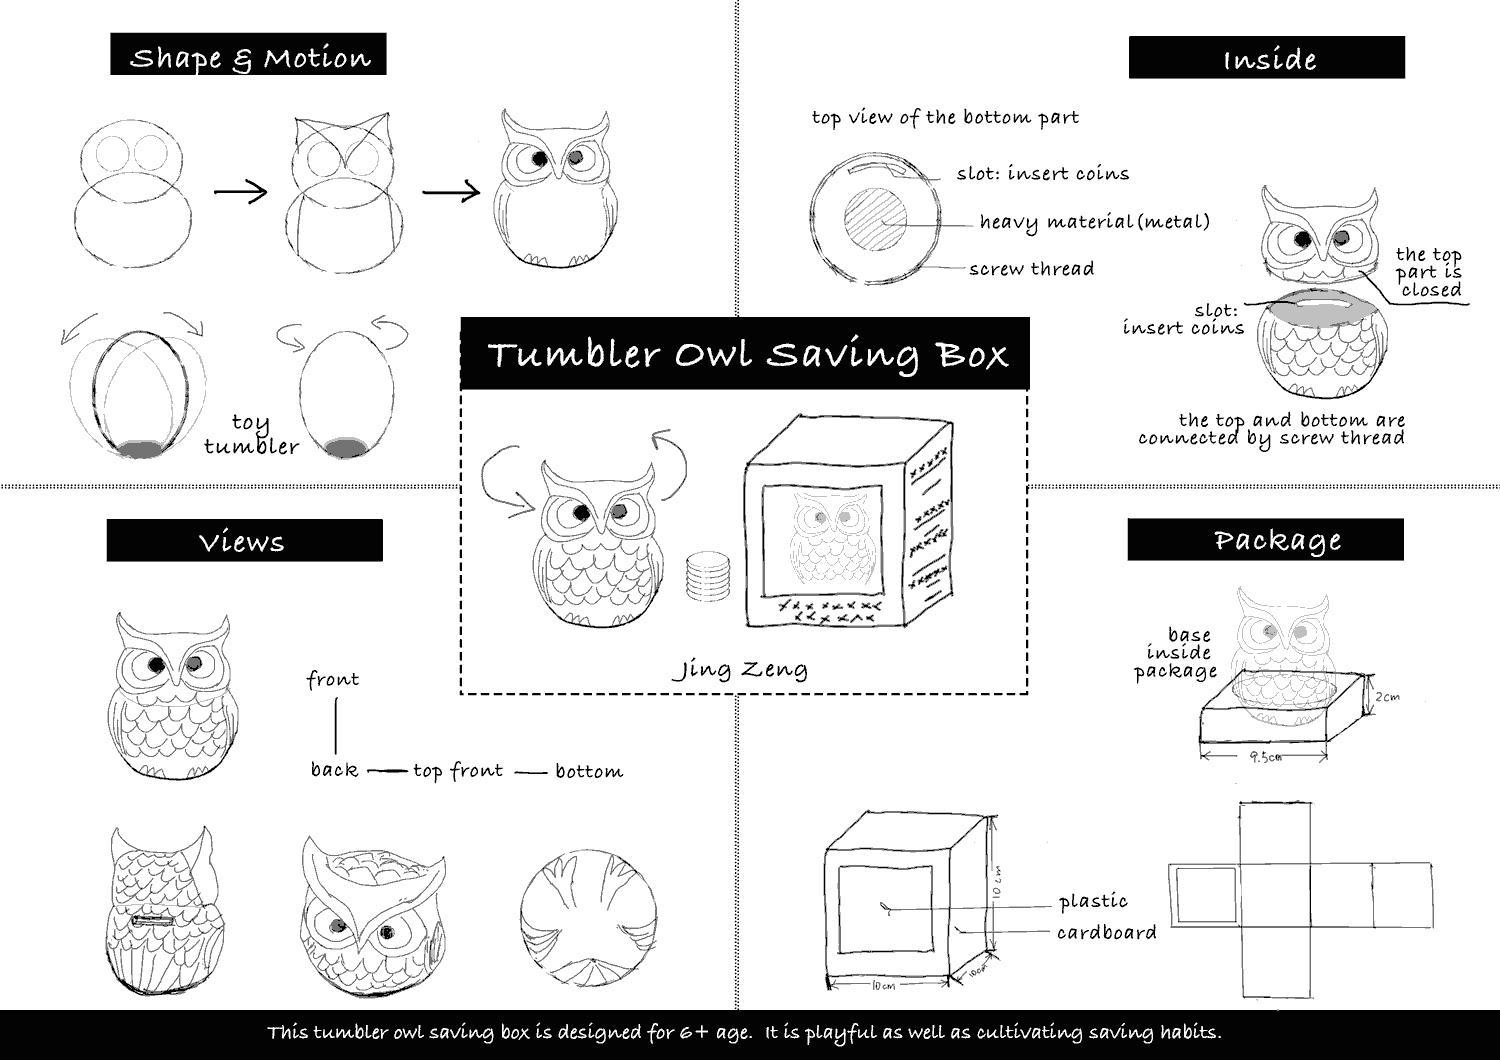 Shape & Motion
toy
tumbler
Inside
top view of the bottom part
slot: insert coins
heavy material(metal)
screw thread
the top
part is
closed
slot:
insert coins
the top and bottom are
connected by screw thread
Tumbler Owl Saving Box
Jing Zeng
Views
front
back
top front
bottom
Package
base
inside
package
2cm
9.5cm
10cm
plastic
cardboard
10cm
10cm
This tumbler owl saving box is designed for 6+ age. It is playful as well as cultivating saving habits.